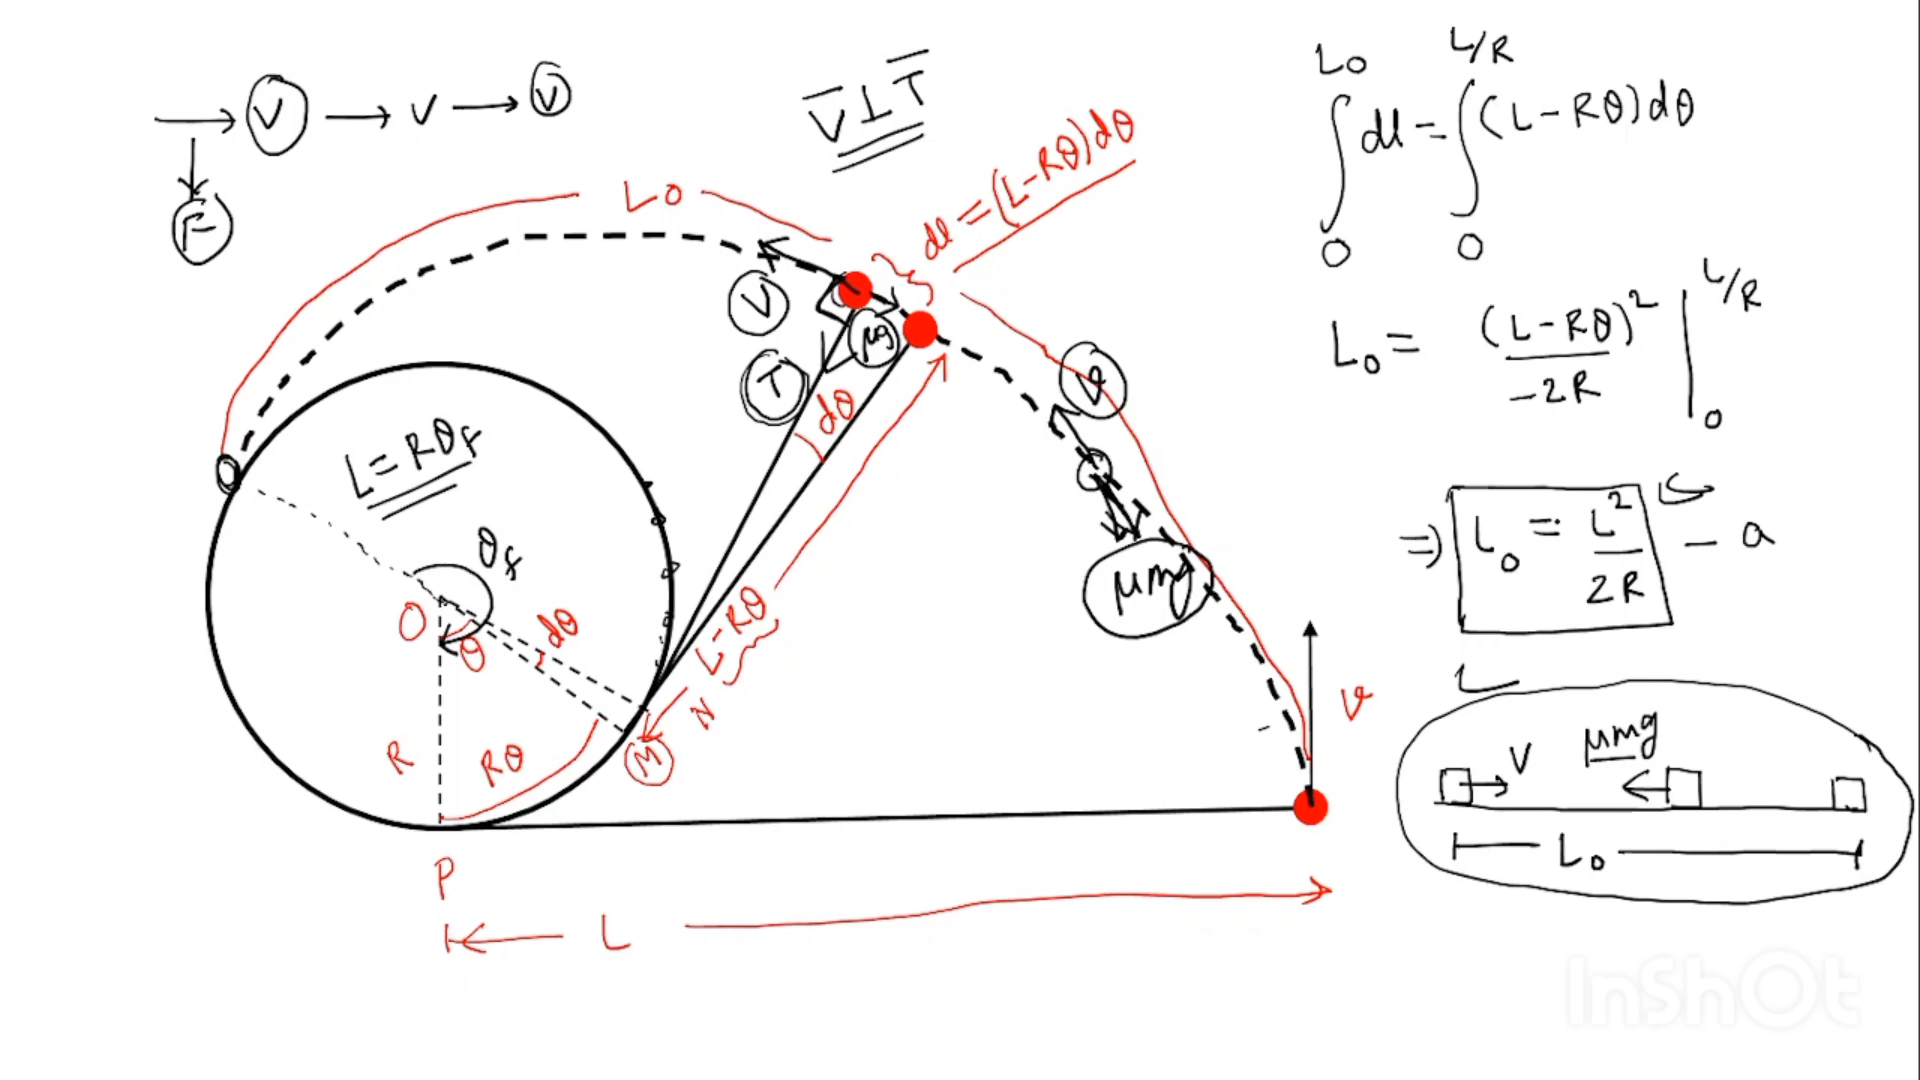 V → v → V
F
V̅ ⊥ T̅
L₀
dl = (L-Rθ)dθ
V
μg
T
dθ
v
μmg
L = Rθf
θf
O
θ
dθ
R
Rθ
M
N
L-Rθ
v
P
L
L₀ L/R
∫ dl = ∫ (L-Rθ)dθ
0 0
L₀ = (L-Rθ)² / -2R | L/R
0
⇒ L₀ = L² / 2R - a
V μmg
L₀
InShOt